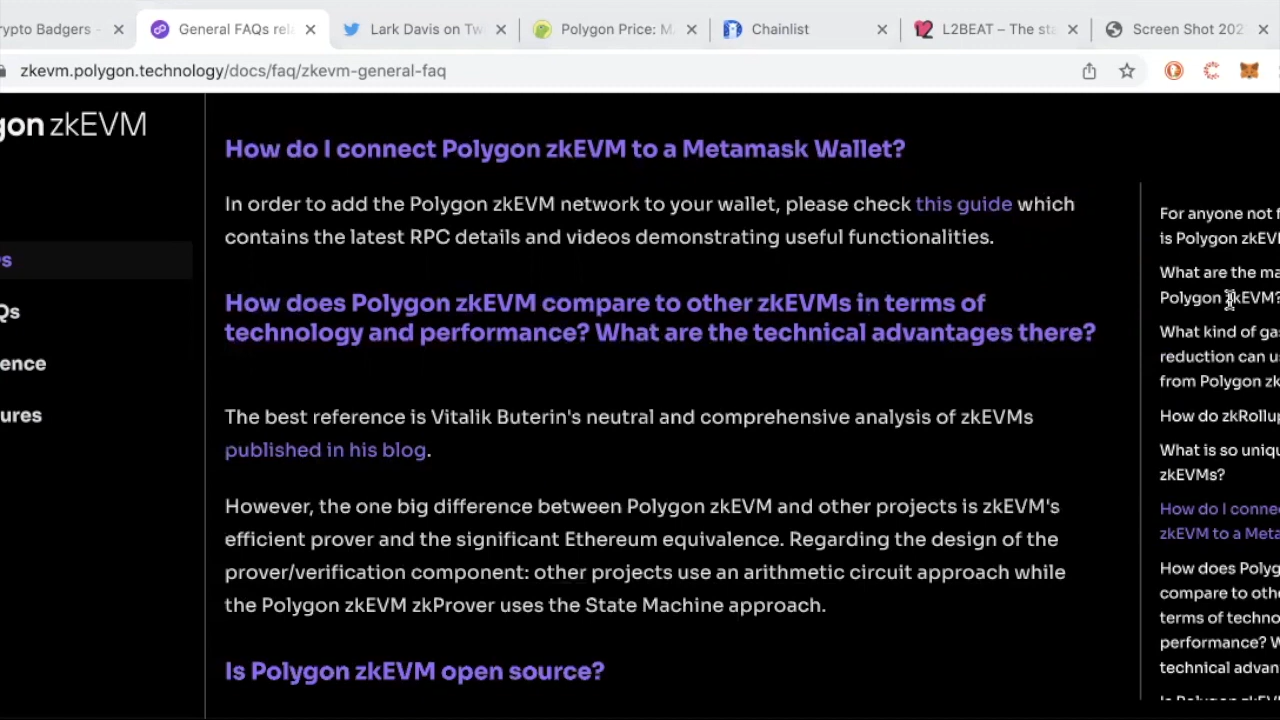 rypto Badgers -
General FAQs rel
Lark Davis on Tw
Polygon Price: M
Chainlist
L2BEAT – The sta
Screen Shot 202
zkevm.polygon.technology/docs/faq/zkevm-general-faq
gon zkEVM
s
Qs
ence
ures
How do I connect Polygon zkEVM to a Metamask Wallet?
In order to add the Polygon zkEVM network to your wallet, please check this guide which
contains the latest RPC details and videos demonstrating useful functionalities.
How does Polygon zkEVM compare to other zkEVMs in terms of
technology and performance? What are the technical advantages there?
The best reference is Vitalik Buterin's neutral and comprehensive analysis of zkEVMs
published in his blog.
However, the one big difference between Polygon zkEVM and other projects is zkEVM's
efficient prover and the significant Ethereum equivalence. Regarding the design of the
prover/verification component: other projects use an arithmetic circuit approach while
the Polygon zkEVM zkProver uses the State Machine approach.
Is Polygon zkEVM open source?
For anyone not f
is Polygon zkEV
What are the ma
Polygon zkEVM?
What kind of ga
reduction can u
from Polygon zk
How do zkRollu
What is so uniqu
zkEVMs?
How do I conne
zkEVM to a Meta
How does Polyg
compare to oth
terms of techno
performance? W
technical advan